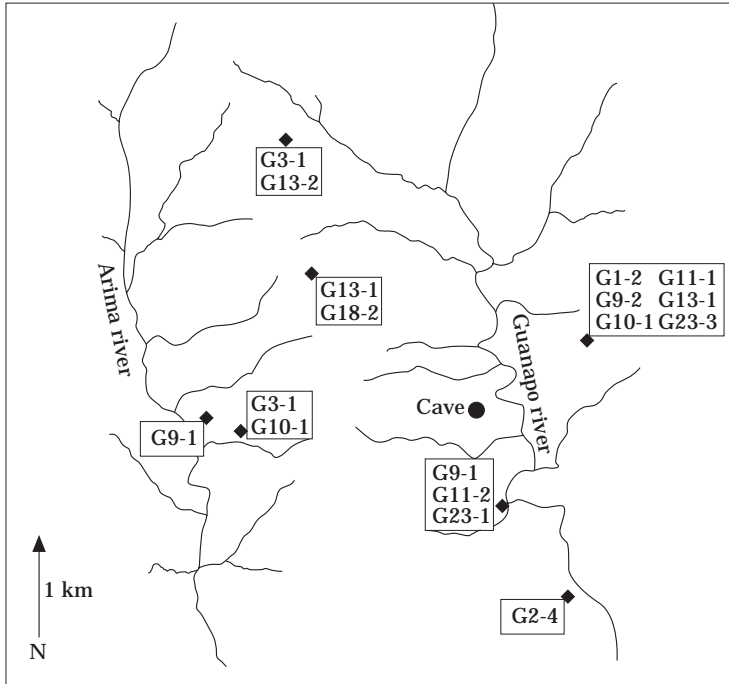 G3-1
G13-2
Arima river
G13-1
G18-2
G1-2 G11-1
G9-2 G13-1
G10-1 G23-3
Guanapo river
G3-1
G10-1
G9-1
Cave
G9-1
G11-2
G23-1
1 km
N
G2-4